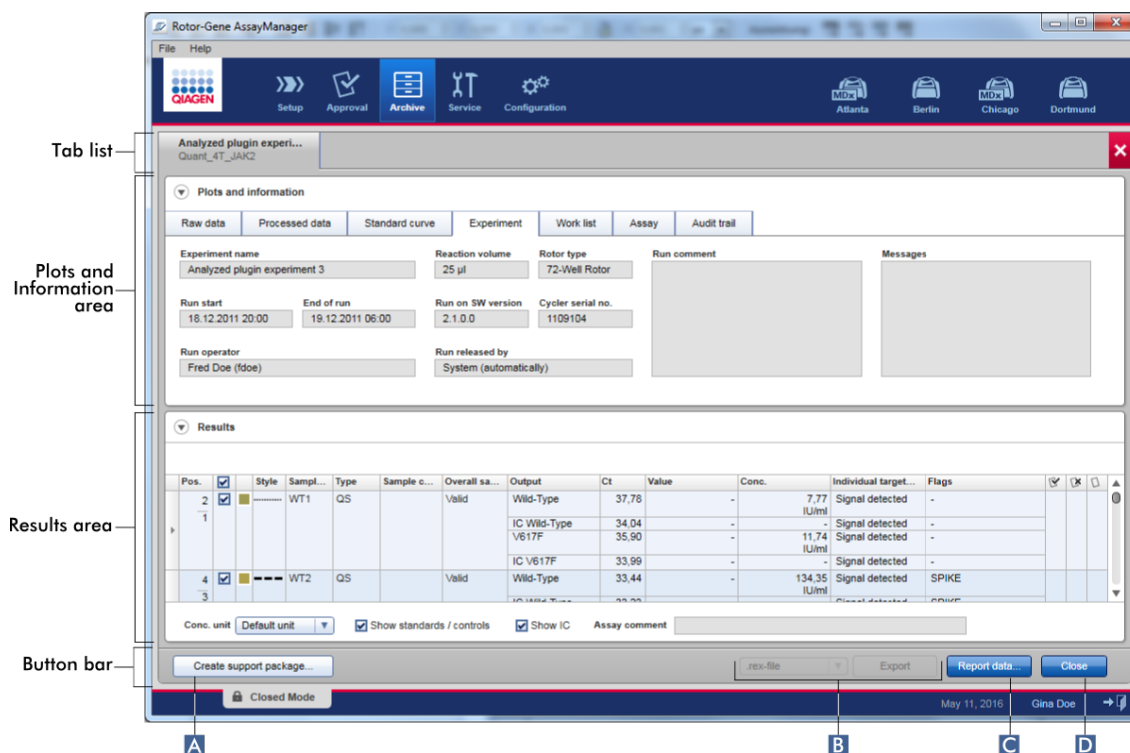 Rotor-Gene AssayManager
File Help
QIAGEN
Setup Approval Archive Service Configuration
MDx Atlanta Berlin MDx Chicago Dortmund
Tab list
Analyzed plugin experi...
Quant_4T_JAK2
Plots and Information area
Plots and information
Raw data Processed data Standard curve Experiment Work list Assay Audit trail
Experiment name Reaction volume Rotor type Run comment Messages
Analyzed plugin experiment 3 25 µl 72-Well Rotor
Run start End of run Run on SW version Cycler serial no.
18.12.2011 20:00 19.12.2011 06:00 2.1.0.0 1109104
Run operator Run released by
Fred Doe (fdoe) System (automatically)
Results area
Results
Pos. Style Sampl... Type Sample c... Overall sa... Output Ct Value Conc. Individual target... Flags
2 WT1 QS Valid Wild-Type 37,78 - 7,77 IU/ml Signal detected -
1
IC Wild-Type 34,04 - - Signal detected -
V617F 35,90 - 11,74 IU/ml Signal detected -
IC V617F 33,99 - - Signal detected -
4 WT2 QS Valid Wild-Type 33,44 - 134,35 IU/ml Signal detected SPIKE
3
Conc. unit Default unit Show standards / controls Show IC Assay comment
Button bar
Create support package... .rex-file Export Report data... Close
Closed Mode
May 11, 2016 Gina Doe
A B C D